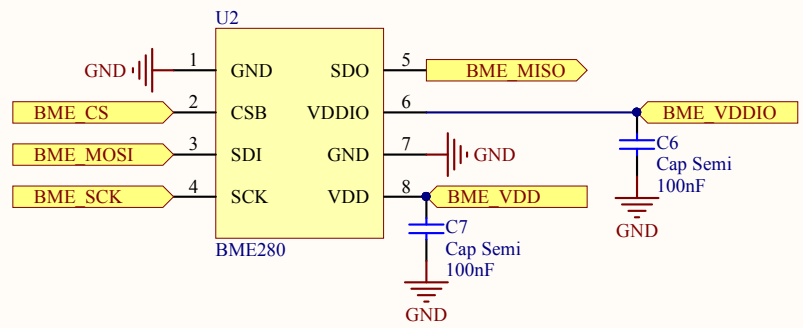 U2
GND 1 GND SDO 5 BME_MISO
BME_CS 2 CSB VDDIO 6 BME_VDDIO
BME_MOSI 3 SDI GND 7 GND
C6
Cap Semi
100nF
BME_SCK 4 SCK VDD 8 BME_VDD
GND
C7
Cap Semi
100nF
BME280
GND